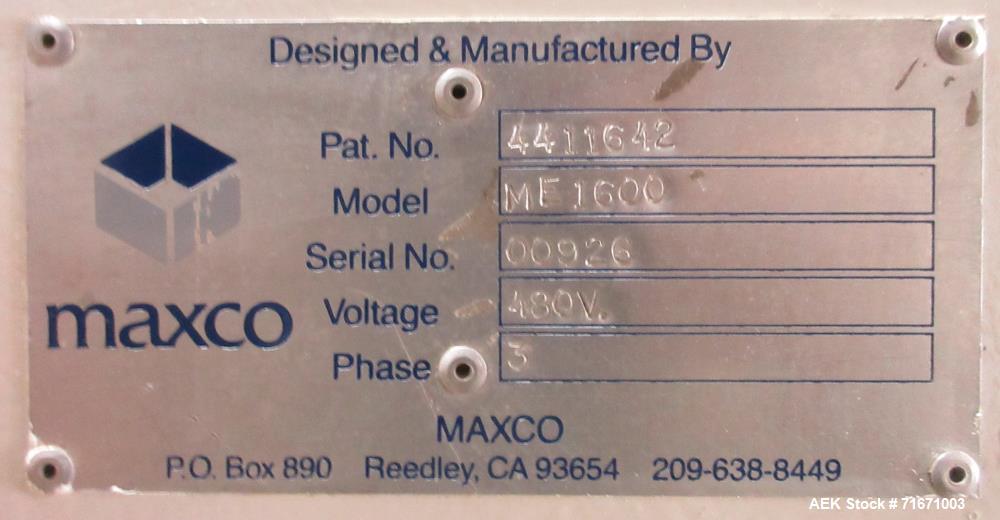 Designed & Manufactured By
Pat. No. 4411642
Model ME1600
Serial No. 00926
maxco
Voltage 480V.
Phase 3
MAXCO
P.O. Box 890 Reedley, CA 93654 209-638-8449
AEK Stock # 71671003